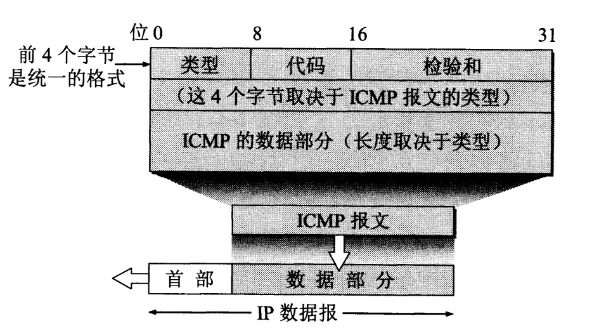 位 0 8 16 31
前 4 个字节
是统一的格式
类型 代码 检验和
（这 4 个字节取决于 ICMP 报文的类型）
ICMP 的数据部分（长度取决于类型）
ICMP 报文
首 部 数 据 部 分
IP 数据报